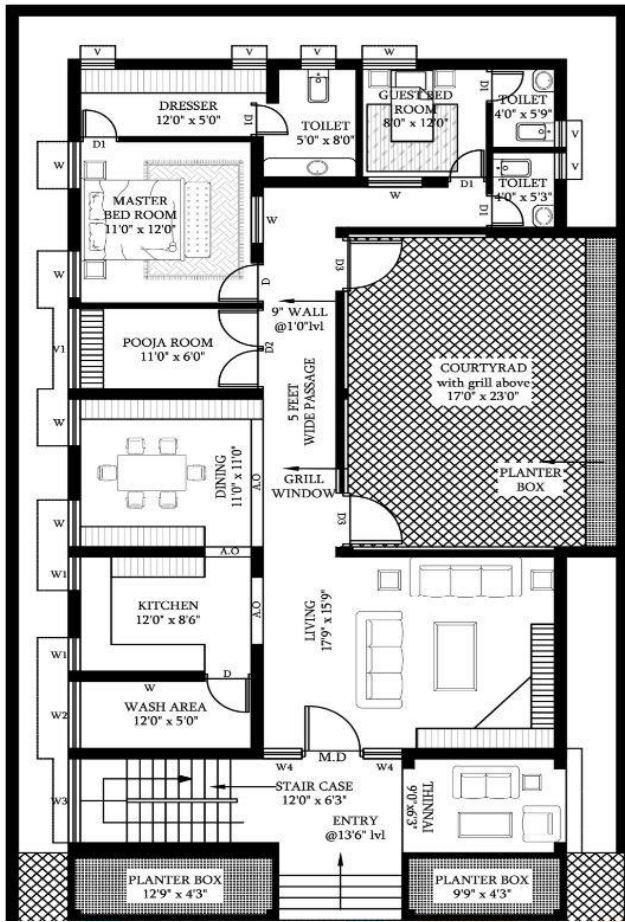 V
V
V
W
DRESSER
12'0" x 5'0"
D1
D1
TOILET
5'0" x 8'0"
GUEST BED
ROOM
8'0" x 12'0"
D1
TOILET
4'0" x 5'9"
V
W
MASTER
BED ROOM
11'0" x 12'0"
W
W
D1
TOILET
4'0" x 5'3"
V
D1
W
D
D3
9" WALL
@1'0"lvl
V1
POOJA ROOM
11'0" x 6'0"
D2
5 FEET
WIDE PASSAGE
COURTYRAD
with grill above
17'0" x 23'0"
W
DINING
11'0" x 11'0"
A.O
GRILL
WINDOW
PLANTER
BOX
W
D3
A.O
W1
KITCHEN
12'0" x 8'6"
A.O
LIVING
17'9" x 15'9"
W1
D
W
WASH AREA
12'0" x 5'0"
W2
M.D
W4
W4
W3
STAIR CASE
12'0" x 6'3"
ENTRY
@13'6" lvl
THINNAI
9'0"x6'3"
PLANTER BOX
12'9" x 4'3"
PLANTER BOX
9'9" x 4'3"